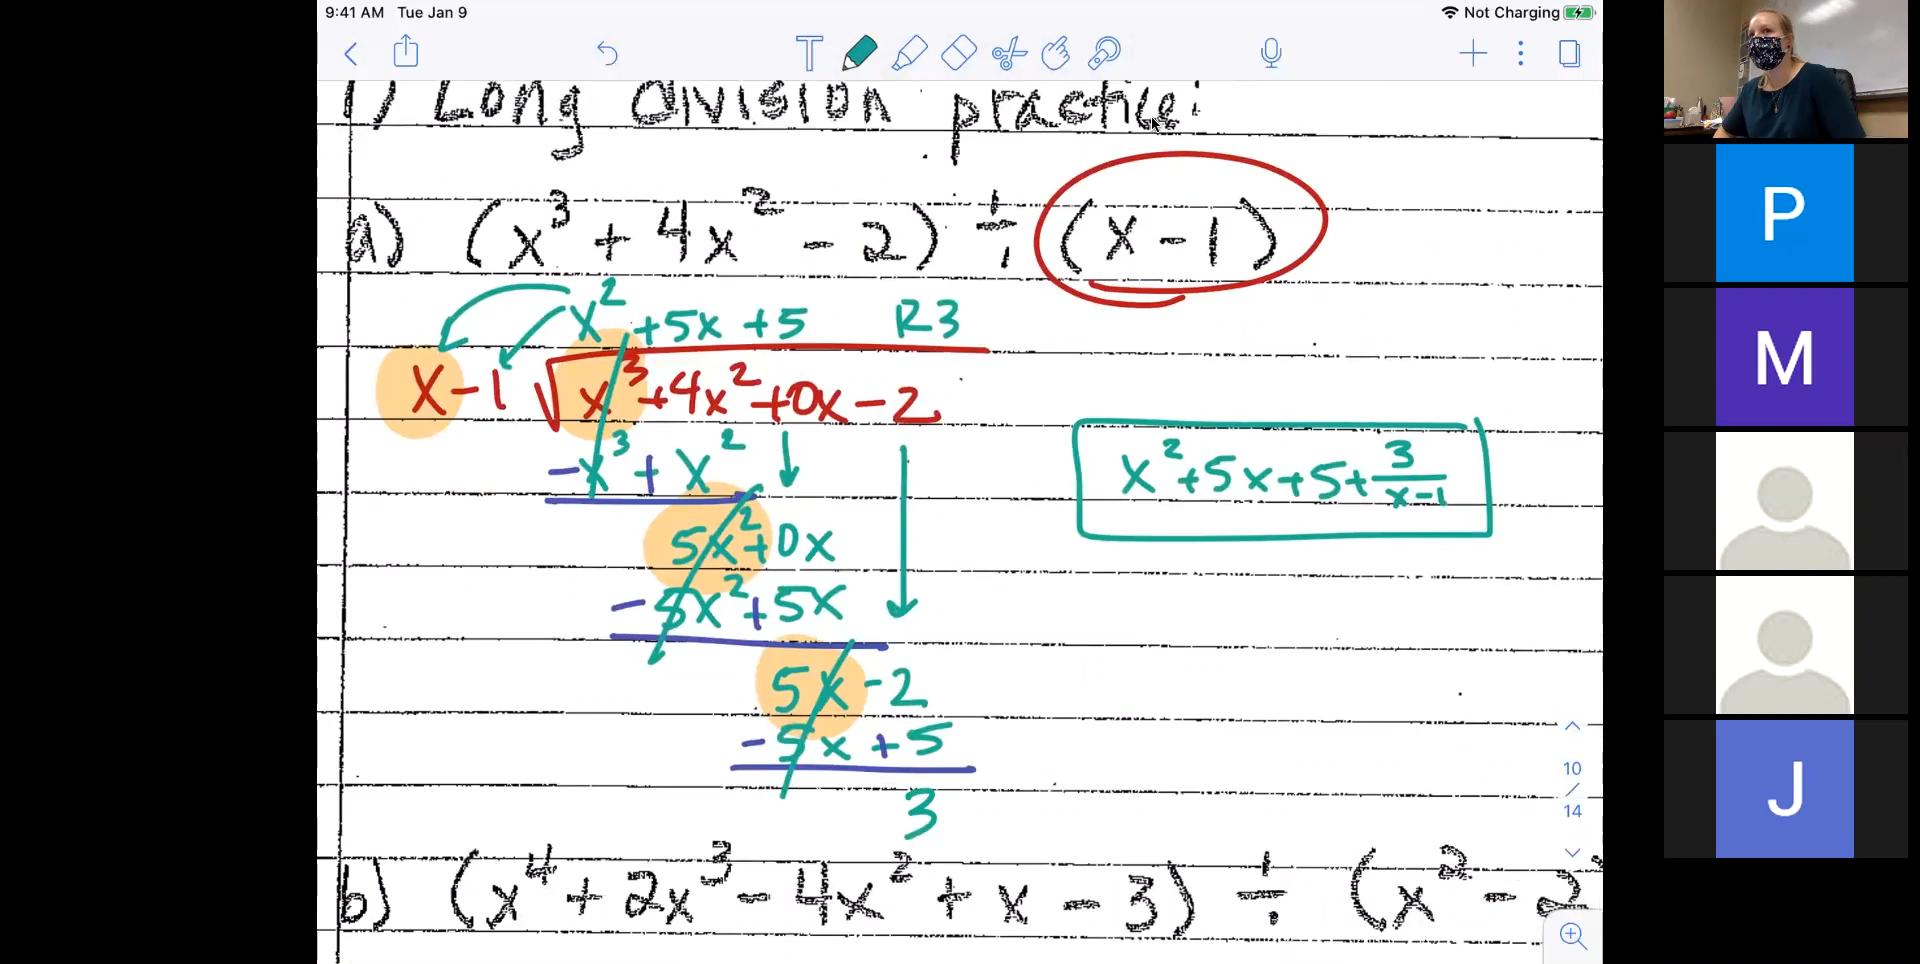 9:41 AM Tue Jan 9
Not Charging
1) Long division practice:
a) (x³ + 4x² - 2) ÷ (x - 1)
x² +5x +5 R3
x - 1 √x³ +4x² +0x - 2
-x³ + x²
5x² +0x
-5x² +5x
5x -2
-5x +5
3
x² +5x +5 + 3/(x-1)
b) (x⁴ + 2x³ - 4x² + x - 3) ÷ (x² - 2
10
/
14
P
M
J